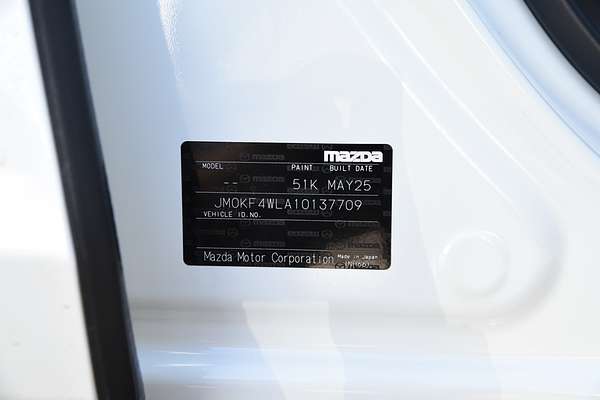 mazda
MODEL PAINT BUILT DATE
-- 51K MAY25
JM0KF4WLA10137709
VEHICLE ID.NO.
Mazda Motor Corporation Made in Japan